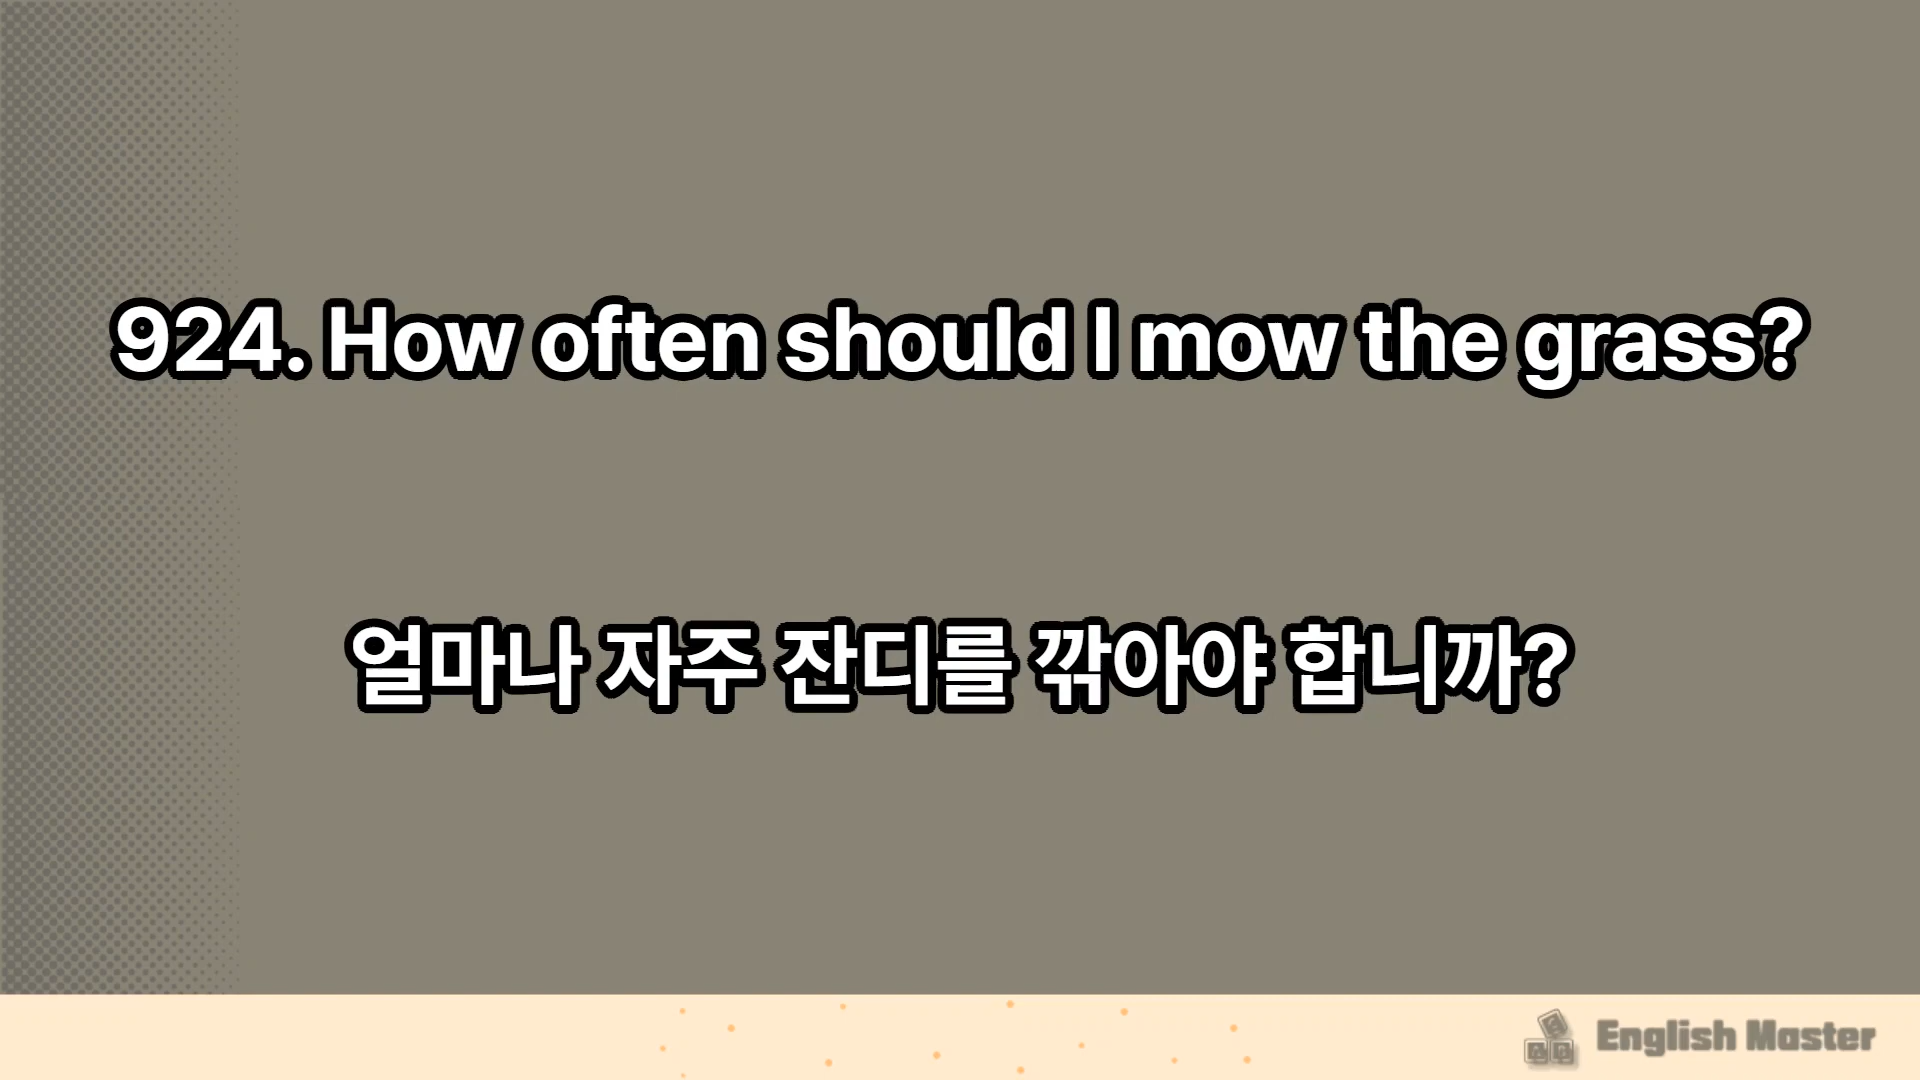 924. How often should I mow the grass?
얼마나 자주 잔디를 깎아야 합니까?
English Master